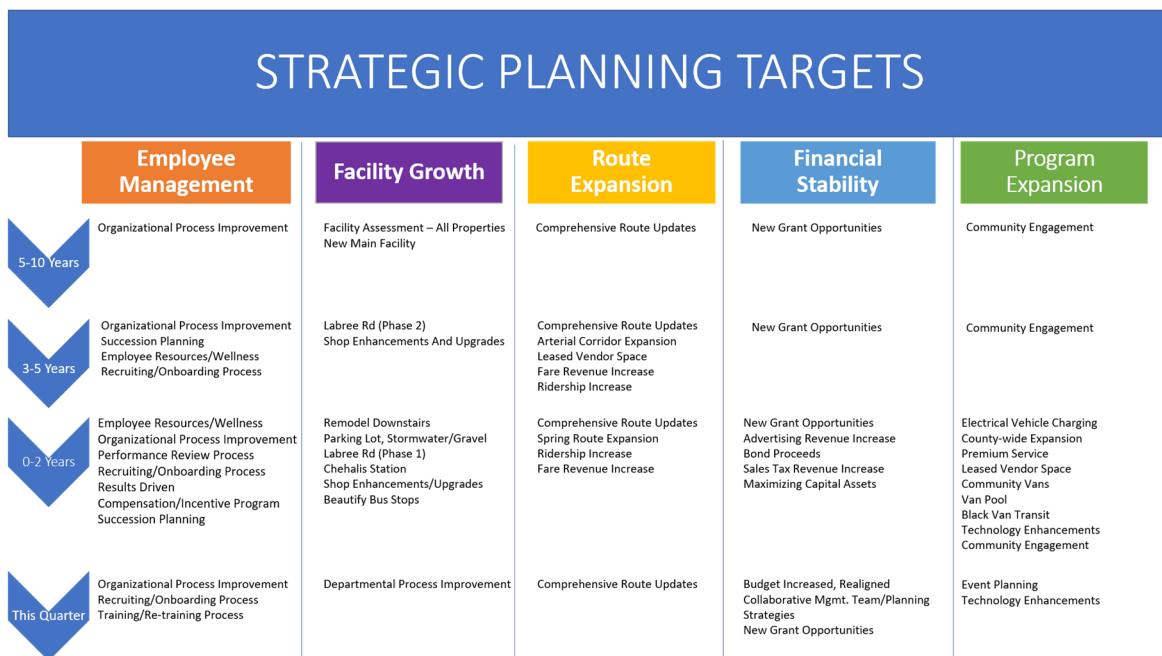 STRATEGIC PLANNING TARGETS
Employee
Management
Facility Growth
Route
Expansion
Financial
Stability
Program
Expansion
5-10 Years
Organizational Process Improvement
Facility Assessment – All Properties
New Main Facility
Comprehensive Route Updates
New Grant Opportunities
Community Engagement
3-5 Years
Organizational Process Improvement
Succession Planning
Employee Resources/Wellness
Recruiting/Onboarding Process
Labree Rd (Phase 2)
Shop Enhancements And Upgrades
Comprehensive Route Updates
Arterial Corridor Expansion
Leased Vendor Space
Fare Revenue Increase
Ridership Increase
New Grant Opportunities
Community Engagement
0-2 Years
Employee Resources/Wellness
Organizational Process Improvement
Performance Review Process
Recruiting/Onboarding Process
Results Driven
Compensation/Incentive Program
Succession Planning
Remodel Downstairs
Parking Lot, Stormwater/Gravel
Labree Rd (Phase 1)
Chehalis Station
Shop Enhancements/Upgrades
Beautify Bus Stops
Comprehensive Route Updates
Spring Route Expansion
Ridership Increase
Fare Revenue Increase
New Grant Opportunities
Advertising Revenue Increase
Bond Proceeds
Sales Tax Revenue Increase
Maximizing Capital Assets
Electrical Vehicle Charging
County-wide Expansion
Premium Service
Leased Vendor Space
Community Vans
Van Pool
Black Van Transit
Technology Enhancements
Community Engagement
This Quarter
Organizational Process Improvement
Recruiting/Onboarding Process
Training/Re-training Process
Departmental Process Improvement
Comprehensive Route Updates
Budget Increased, Realigned
Collaborative Mgmt. Team/Planning
Strategies
New Grant Opportunities
Event Planning
Technology Enhancements